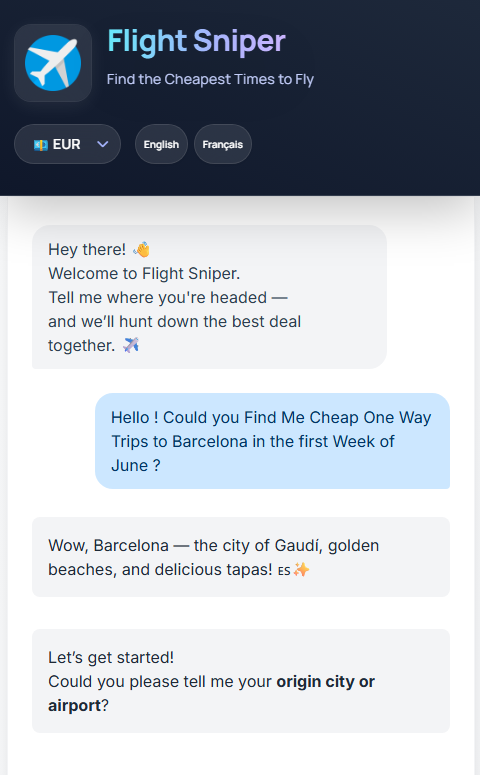 Flight Sniper
Find the Cheapest Times to Fly
💶 EUR
English
Français
Hey there! 👋
Welcome to Flight Sniper.
Tell me where you're headed —
and we’ll hunt down the best deal
together. ✈️
Hello ! Could you Find Me Cheap One Way
Trips to Barcelona in the first Week of
June ?
Wow, Barcelona — the city of Gaudí, golden
beaches, and delicious tapas! ES✨
Let’s get started!
Could you please tell me your origin city or
airport?